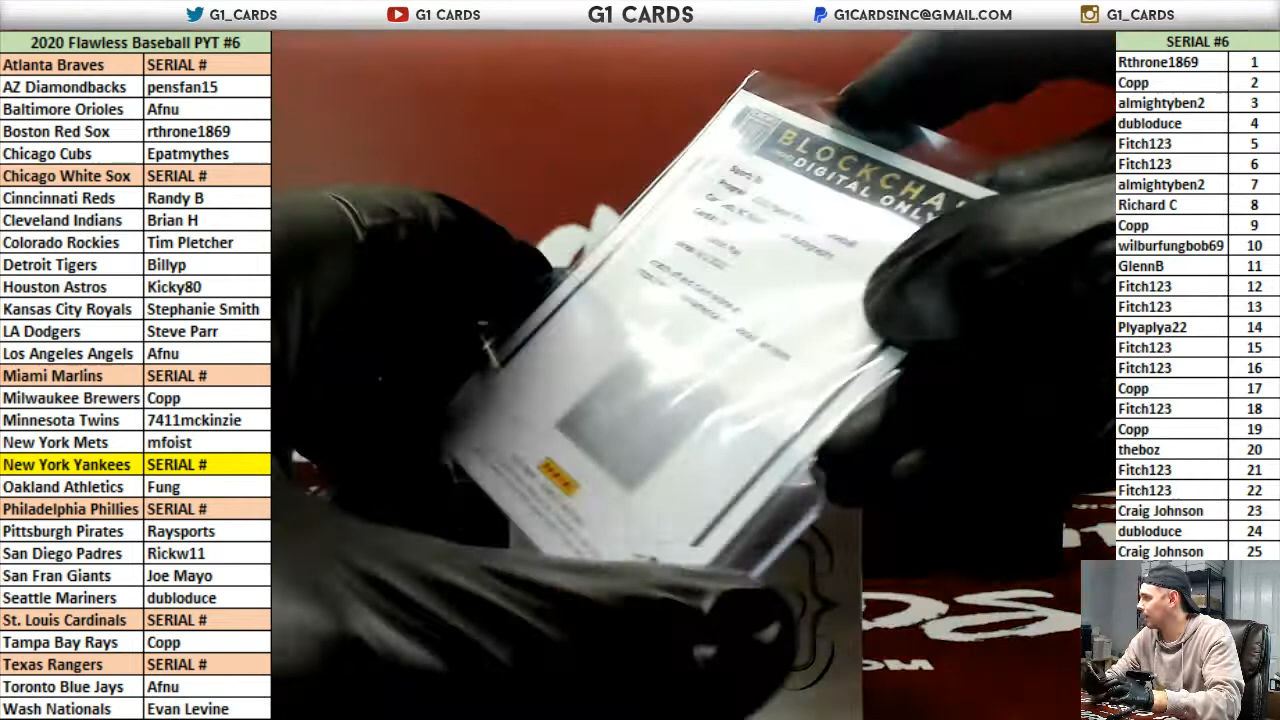 G1_CARDS
G1 CARDS
G1 CARDS
G1CARDSINC@GMAIL.COM
G1_CARDS
2020 Flawless Baseball PYT #6
Atlanta Braves SERIAL #
AZ Diamondbacks pensfan15
Baltimore Orioles Afnu
Boston Red Sox rthrone1869
Chicago Cubs Epatmythes
Chicago White Sox SERIAL #
Cinncinnati Reds Randy B
Cleveland Indians Brian H
Colorado Rockies Tim Pletcher
Detroit Tigers Billyp
Houston Astros Kicky80
Kansas City Royals Stephanie Smith
LA Dodgers Steve Parr
Los Angeles Angels Afnu
Miami Marlins SERIAL #
Milwaukee Brewers Copp
Minnesota Twins 7411mckinzie
New York Mets mfoist
New York Yankees SERIAL #
Oakland Athletics Fung
Philadelphia Phillies SERIAL #
Pittsburgh Pirates Raysports
San Diego Padres Rickw11
San Fran Giants Joe Mayo
Seattle Mariners dubloduce
St. Louis Cardinals SERIAL #
Tampa Bay Rays Copp
Texas Rangers SERIAL #
Toronto Blue Jays Afnu
Wash Nationals Evan Levine
BLOCKCHA
DIGITAL ONLY
PANINI
SERIAL #6
Rthrone1869 1
Copp 2
almightyben2 3
dubloduce 4
Fitch123 5
Fitch123 6
almightyben2 7
Richard C 8
Copp 9
wilburfungbob69 10
GlennB 11
Fitch123 12
Fitch123 13
Plyaplya22 14
Fitch123 15
Fitch123 16
Copp 17
Fitch123 18
Copp 19
theboz 20
Fitch123 21
Fitch123 22
Craig Johnson 23
dubloduce 24
Craig Johnson 25